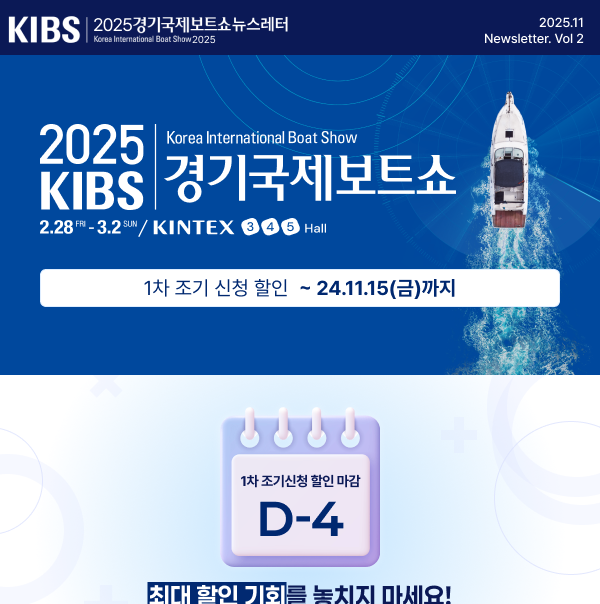 KIBS 2025경기국제보트쇼뉴스레터
Korea International Boat Show 2025
2025.11
Newsletter. Vol 2
2025 KIBS
Korea International Boat Show
경기국제보트쇼
2.28 FRI - 3.2 SUN / KINTEX 3 4 5 Hall
1차 조기 신청 할인 ~ 24.11.15(금)까지
1차 조기신청 할인 마감
D-4
최대 할인 기회를 놓치지 마세요!